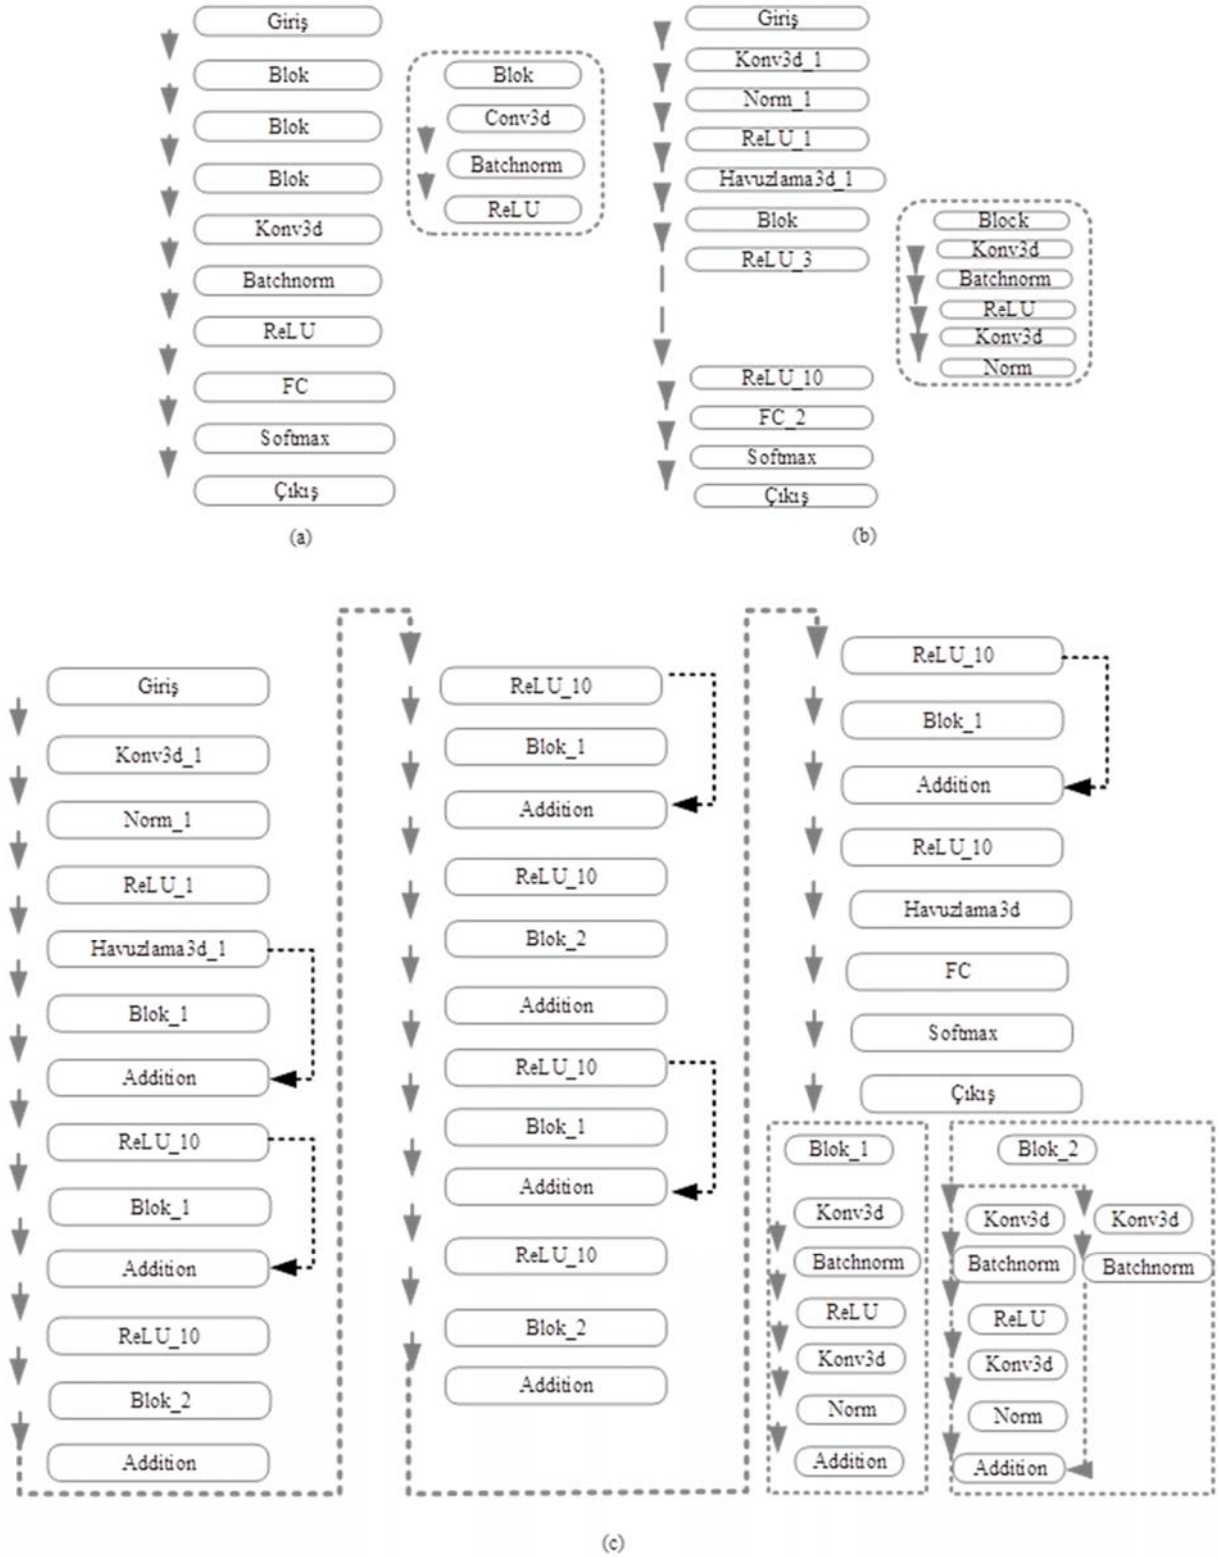 Giriş
Blok
Blok
Blok
Konv3d
Batchnorm
ReLU
FC
Softmax
Çıkış
Blok
Conv3d
Batchnorm
ReLU
(a)
Giriş
Konv3d_1
Norm_1
ReLU_1
Havuzlama3d_1
Blok
ReLU_3
ReLU_10
FC_2
Softmax
Çıkış
Block
Konv3d
Batchnorm
ReLU
Konv3d
Norm
(b)
Giriş
Konv3d_1
Norm_1
ReLU_1
Havuzlama3d_1
Blok_1
Addition
ReLU_10
Blok_1
Addition
ReLU_10
Blok_2
Addition
ReLU_10
Blok_1
Addition
ReLU_10
Blok_2
Addition
ReLU_10
Blok_1
Addition
ReLU_10
Blok_2
Addition
ReLU_10
Blok_1
Addition
ReLU_10
Havuzlama3d
FC
Softmax
Çıkış
Blok_1
Konv3d
Batchnorm
ReLU
Konv3d
Norm
Addition
Blok_2
Konv3d
Batchnorm
ReLU
Konv3d
Norm
Addition
Konv3d
Batchnorm
(c)